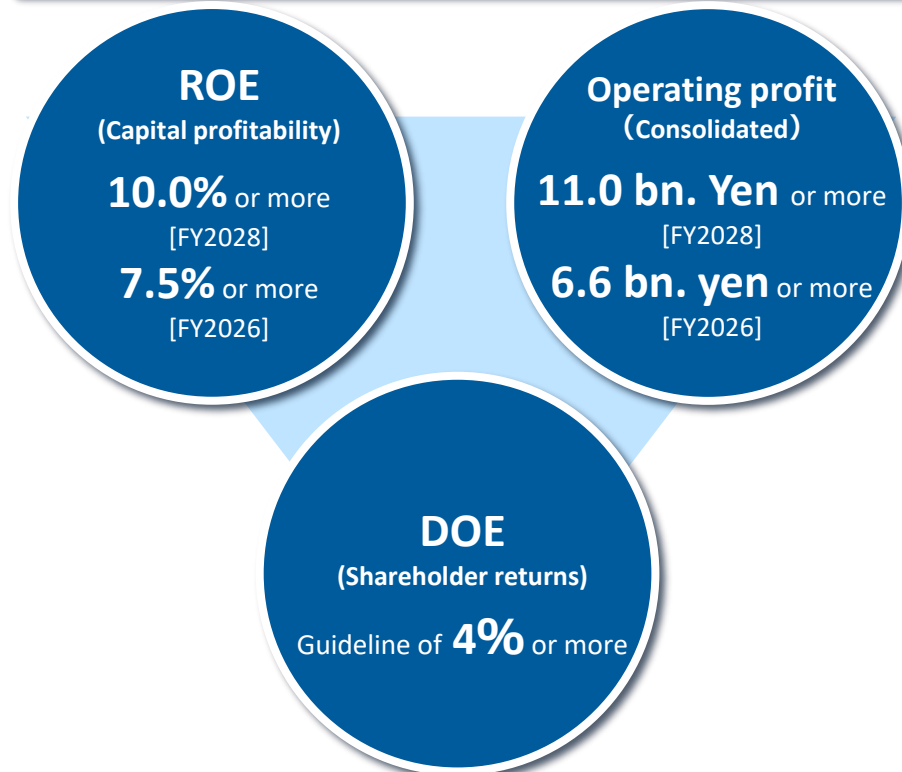 ROE
(Capital profitability)
10.0% or more
[FY2028]
7.5% or more
[FY2026]
Operating profit
（Consolidated）
11.0 bn. Yen or more
[FY2028]
6.6 bn. yen or more
[FY2026]
DOE
(Shareholder returns)
Guideline of 4% or more